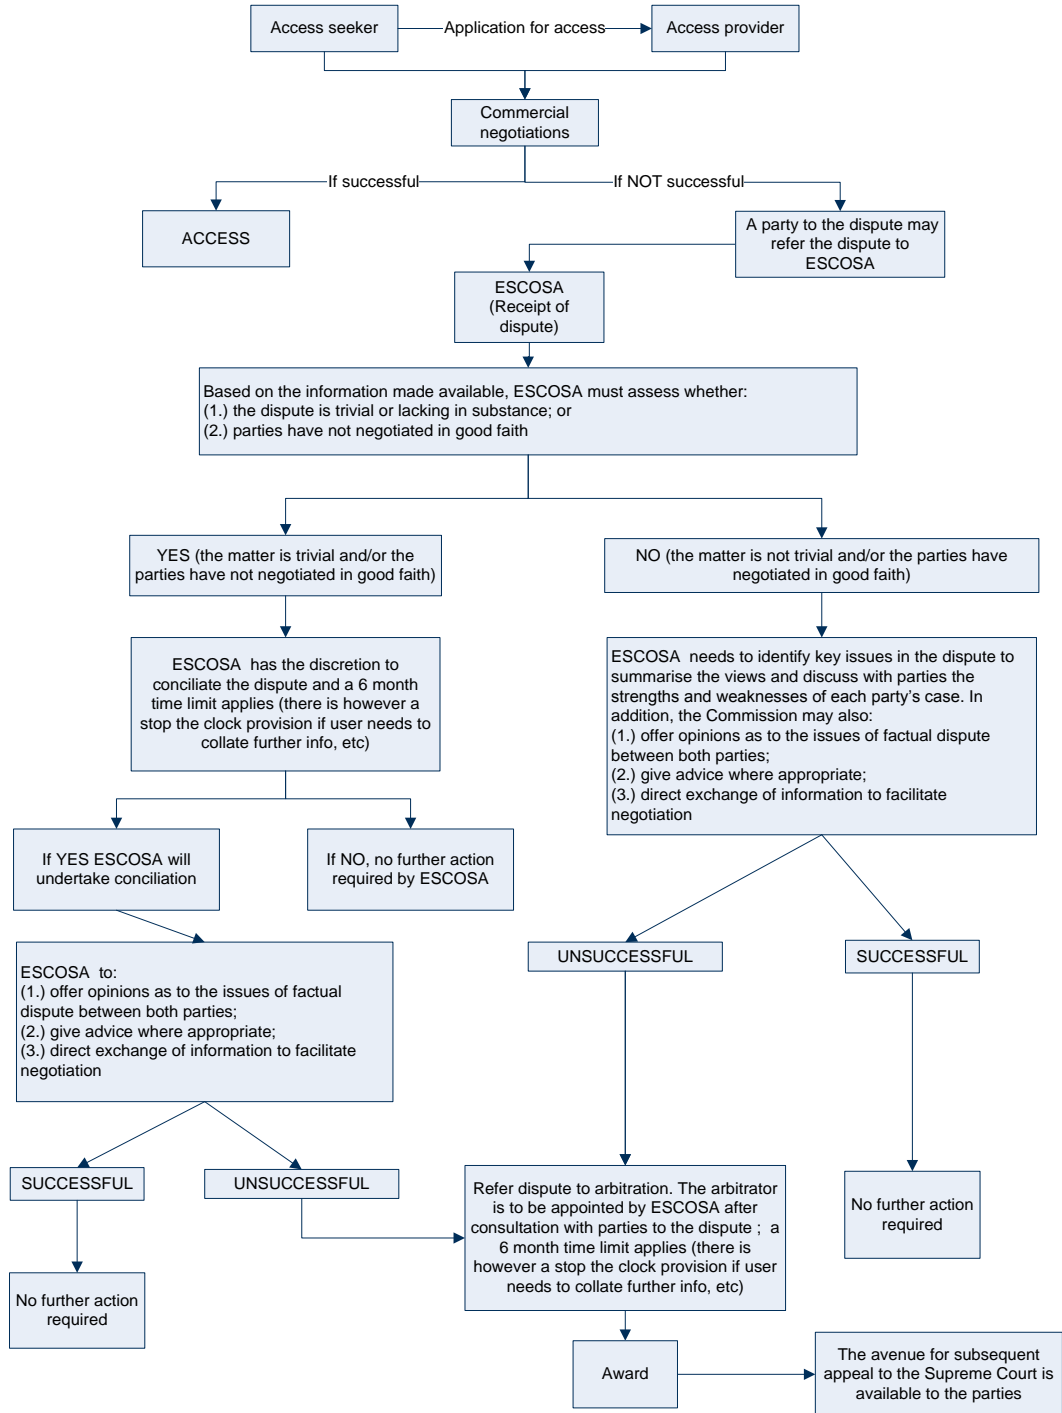 Access seeker
Application for access
Access provider
Commercial
negotiations
If successful
If NOT successful
ACCESS
A party to the dispute may
refer the dispute to
ESCOSA
ESCOSA
(Receipt of
dispute)
Based on the information made available, ESCOSA must assess whether:
(1.) the dispute is trivial or lacking in substance; or
(2.) parties have not negotiated in good faith
YES (the matter is trivial and/or the
parties have not negotiated in good faith)
NO (the matter is not trivial and/or the parties have
negotiated in good faith)
ESCOSA has the discretion to
conciliate the dispute and a 6 month
time limit applies (there is however a
stop the clock provision if user needs to
collate further info, etc)
ESCOSA needs to identify key issues in the dispute to
summarise the views and discuss with parties the
strengths and weaknesses of each party's case. In
addition, the Commission may also:
(1.) offer opinions as to the issues of factual dispute
between both parties;
(2.) give advice where appropriate;
(3.) direct exchange of information to facilitate
negotiation
If YES ESCOSA will
undertake conciliation
If NO, no further action
required by ESCOSA
ESCOSA to:
(1.) offer opinions as to the issues of factual
dispute between both parties;
(2.) give advice where appropriate;
(3.) direct exchange of information to facilitate
negotiation
UNSUCCESSFUL
SUCCESSFUL
SUCCESSFUL
UNSUCCESSFUL
Refer dispute to arbitration. The arbitrator
is to be appointed by ESCOSA after
consultation with parties to the dispute ; a
6 month time limit applies (there is
however a stop the clock provision if user
needs to collate further info, etc)
No further action
required
No further action
required
Award
The avenue for subsequent
appeal to the Supreme Court is
available to the parties